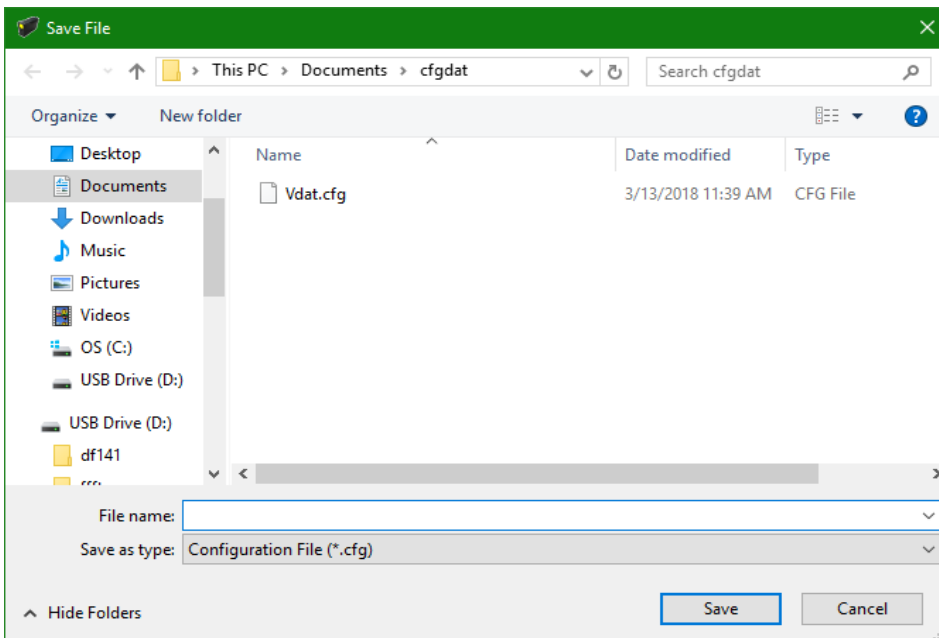 Save File
This PC > Documents > cfgdat
Search cfgdat
Organize
New folder
Name
Date modified
Type
Vdat.cfg
3/13/2018 11:39 AM
CFG File
Desktop
Documents
Downloads
Music
Pictures
Videos
OS (C:)
USB Drive (D:)
USB Drive (D:)
df141
File name:
Save as type:
Configuration File (*.cfg)
Hide Folders
Save
Cancel